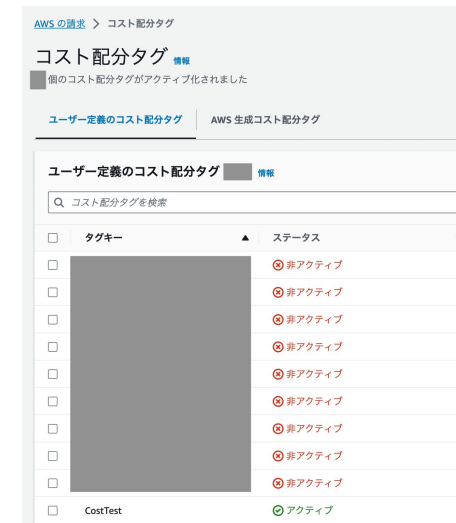 AWS の請求 > コスト配分タグ
コスト配分タグ 情報
個のコスト配分タグがアクティブ化されました
ユーザー定義のコスト配分タグ AWS 生成コスト配分タグ
ユーザー定義のコスト配分タグ 情報
コスト配分タグを検索
タグキー ▲ ステータス
非アクティブ
非アクティブ
非アクティブ
非アクティブ
非アクティブ
非アクティブ
非アクティブ
非アクティブ
非アクティブ
CostTest アクティブ